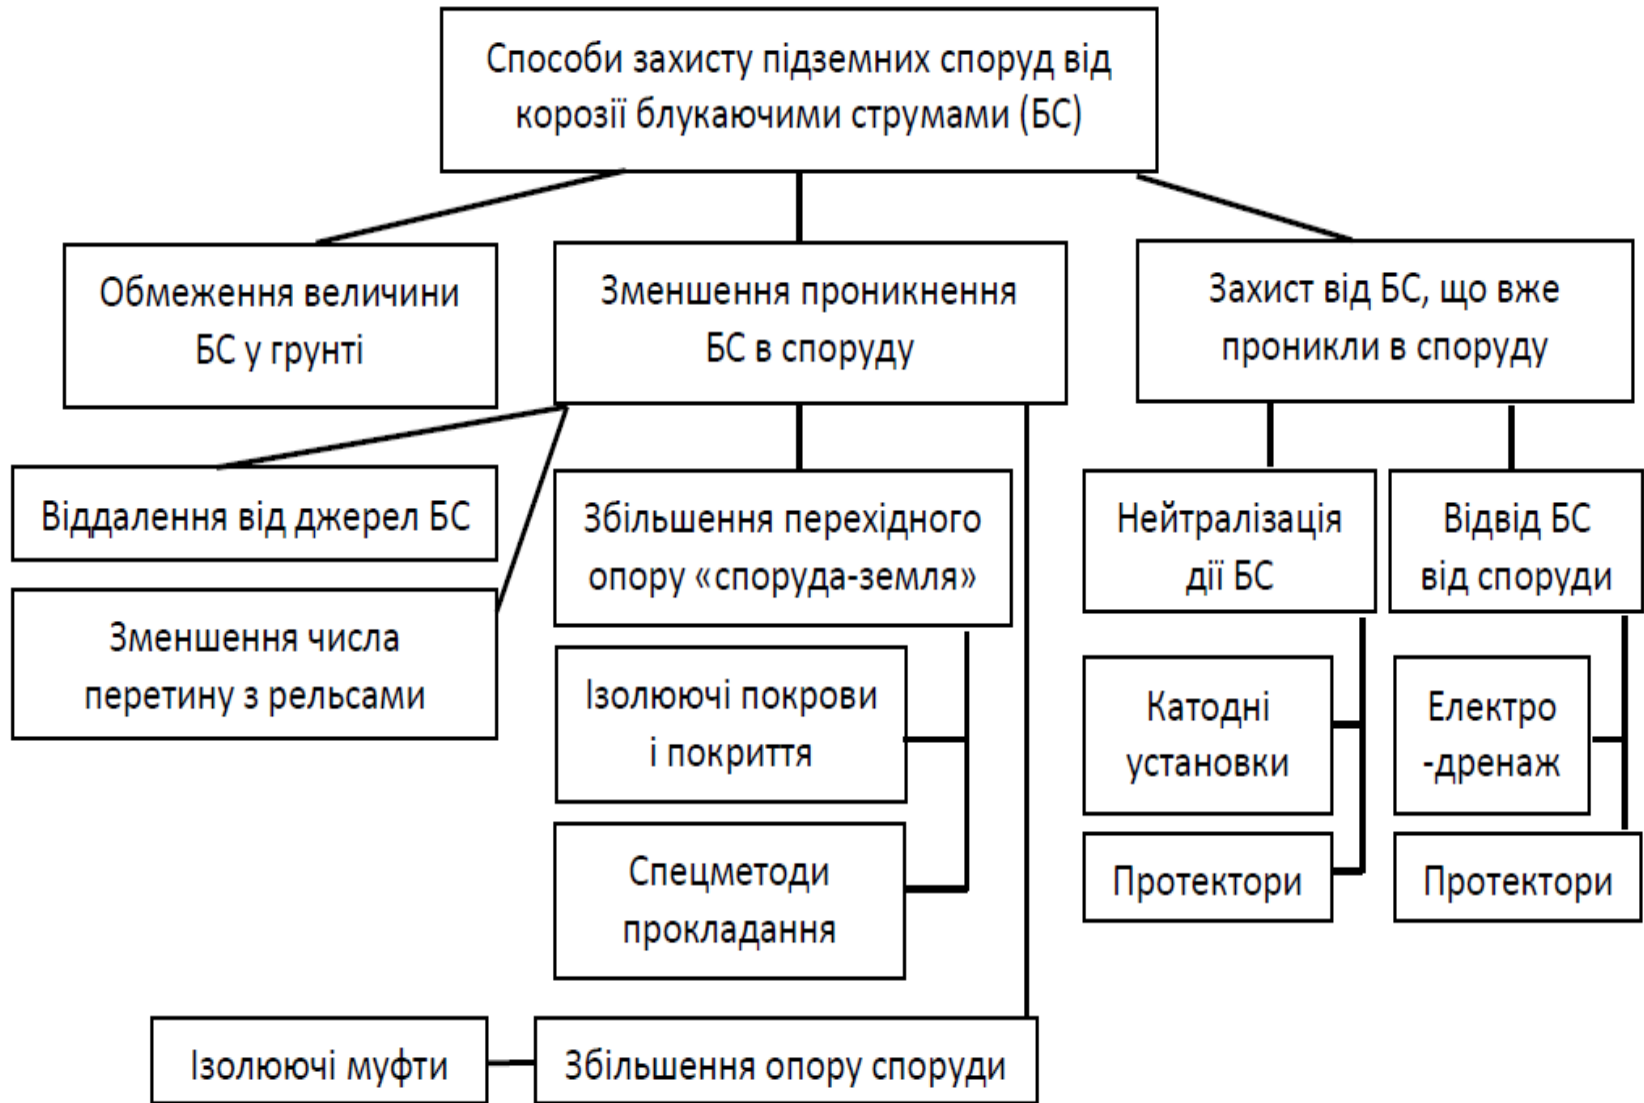 Способи захисту підземних споруд від
корозії блукаючими струмами (БС)
Обмеження величини
БС у грунті
Зменшення проникнення
БС в споруду
Захист від БС, що вже
проникли в споруду
Віддалення від джерел БС
Зменшення числа
перетину з рельсами
Збільшення перехідного
опору «споруда-земля»
Ізолюючі покрови
і покриття
Спецметоди
прокладання
Ізолюючі муфти
Збільшення опору споруди
Нейтралізація
дії БС
Катодні
установки
Протектори
Відвід БС
від споруди
Електро
-дренаж
Протектори